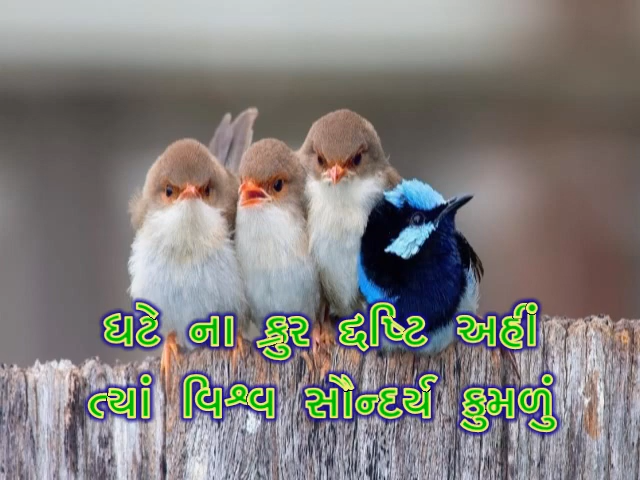 ઘટે ના ક્રુર દ્દષ્ટિ અહીં
ત્યાં વિશ્વ સૌન્દર્ય કુમળું